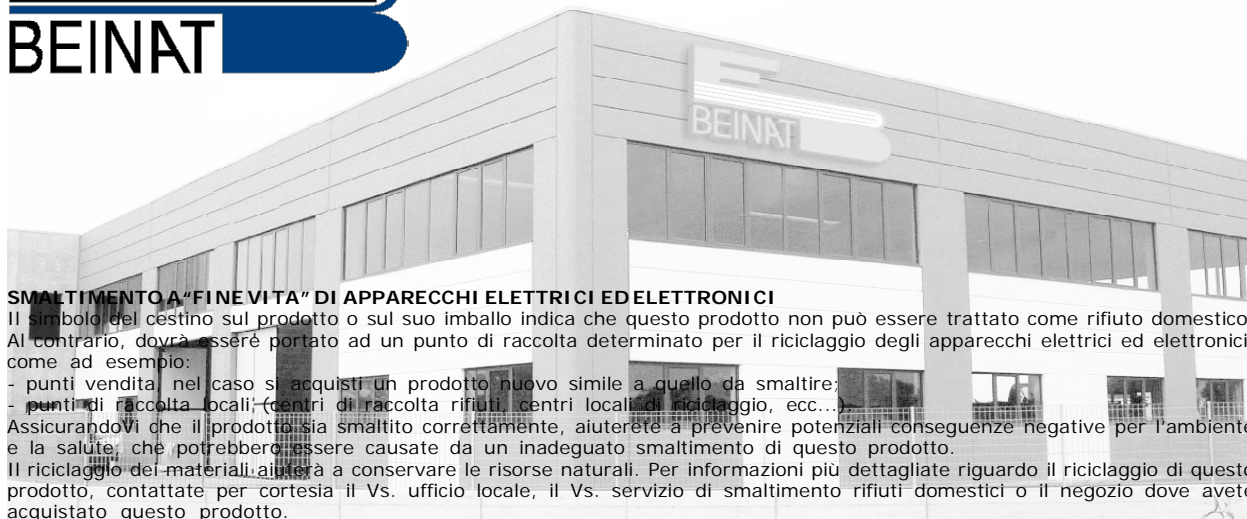 BEINAT
BEINAT
SMALTIMENTO A "FINE VITA" DI APPARECCHI ELETTRICI ED ELETTRONICI
Il simbolo del cestino sul prodotto o sul suo imballo indica che questo prodotto non può essere trattato come rifiuto domestico
Al contrario, dovrà essere portato ad un punto di raccolta determinato per il riciclaggio degli apparecchi elettrici ed elettronici
come ad esempio:
- punti vendita, nel caso si acquisti un prodotto nuovo simile a quello da smaltire;
- punti di raccolta locali, (centri di raccolta rifiuti, centri locali di riciclaggio, ecc...).
AssicurandoVi che il prodotto sia smaltito correttamente, aiuterete a prevenire potenziali conseguenze negative per l'ambiente
e la salute, che potrebbero essere causate da un inadeguato smaltimento di questo prodotto.
Il riciclaggio dei materiali aiuterà a conservare le risorse naturali. Per informazioni più dettagliate riguardo il riciclaggio di questo
prodotto, contattate per cortesia il Vs. ufficio locale, il Vs. servizio di smaltimento rifiuti domestici o il negozio dove avete
acquistato questo prodotto.